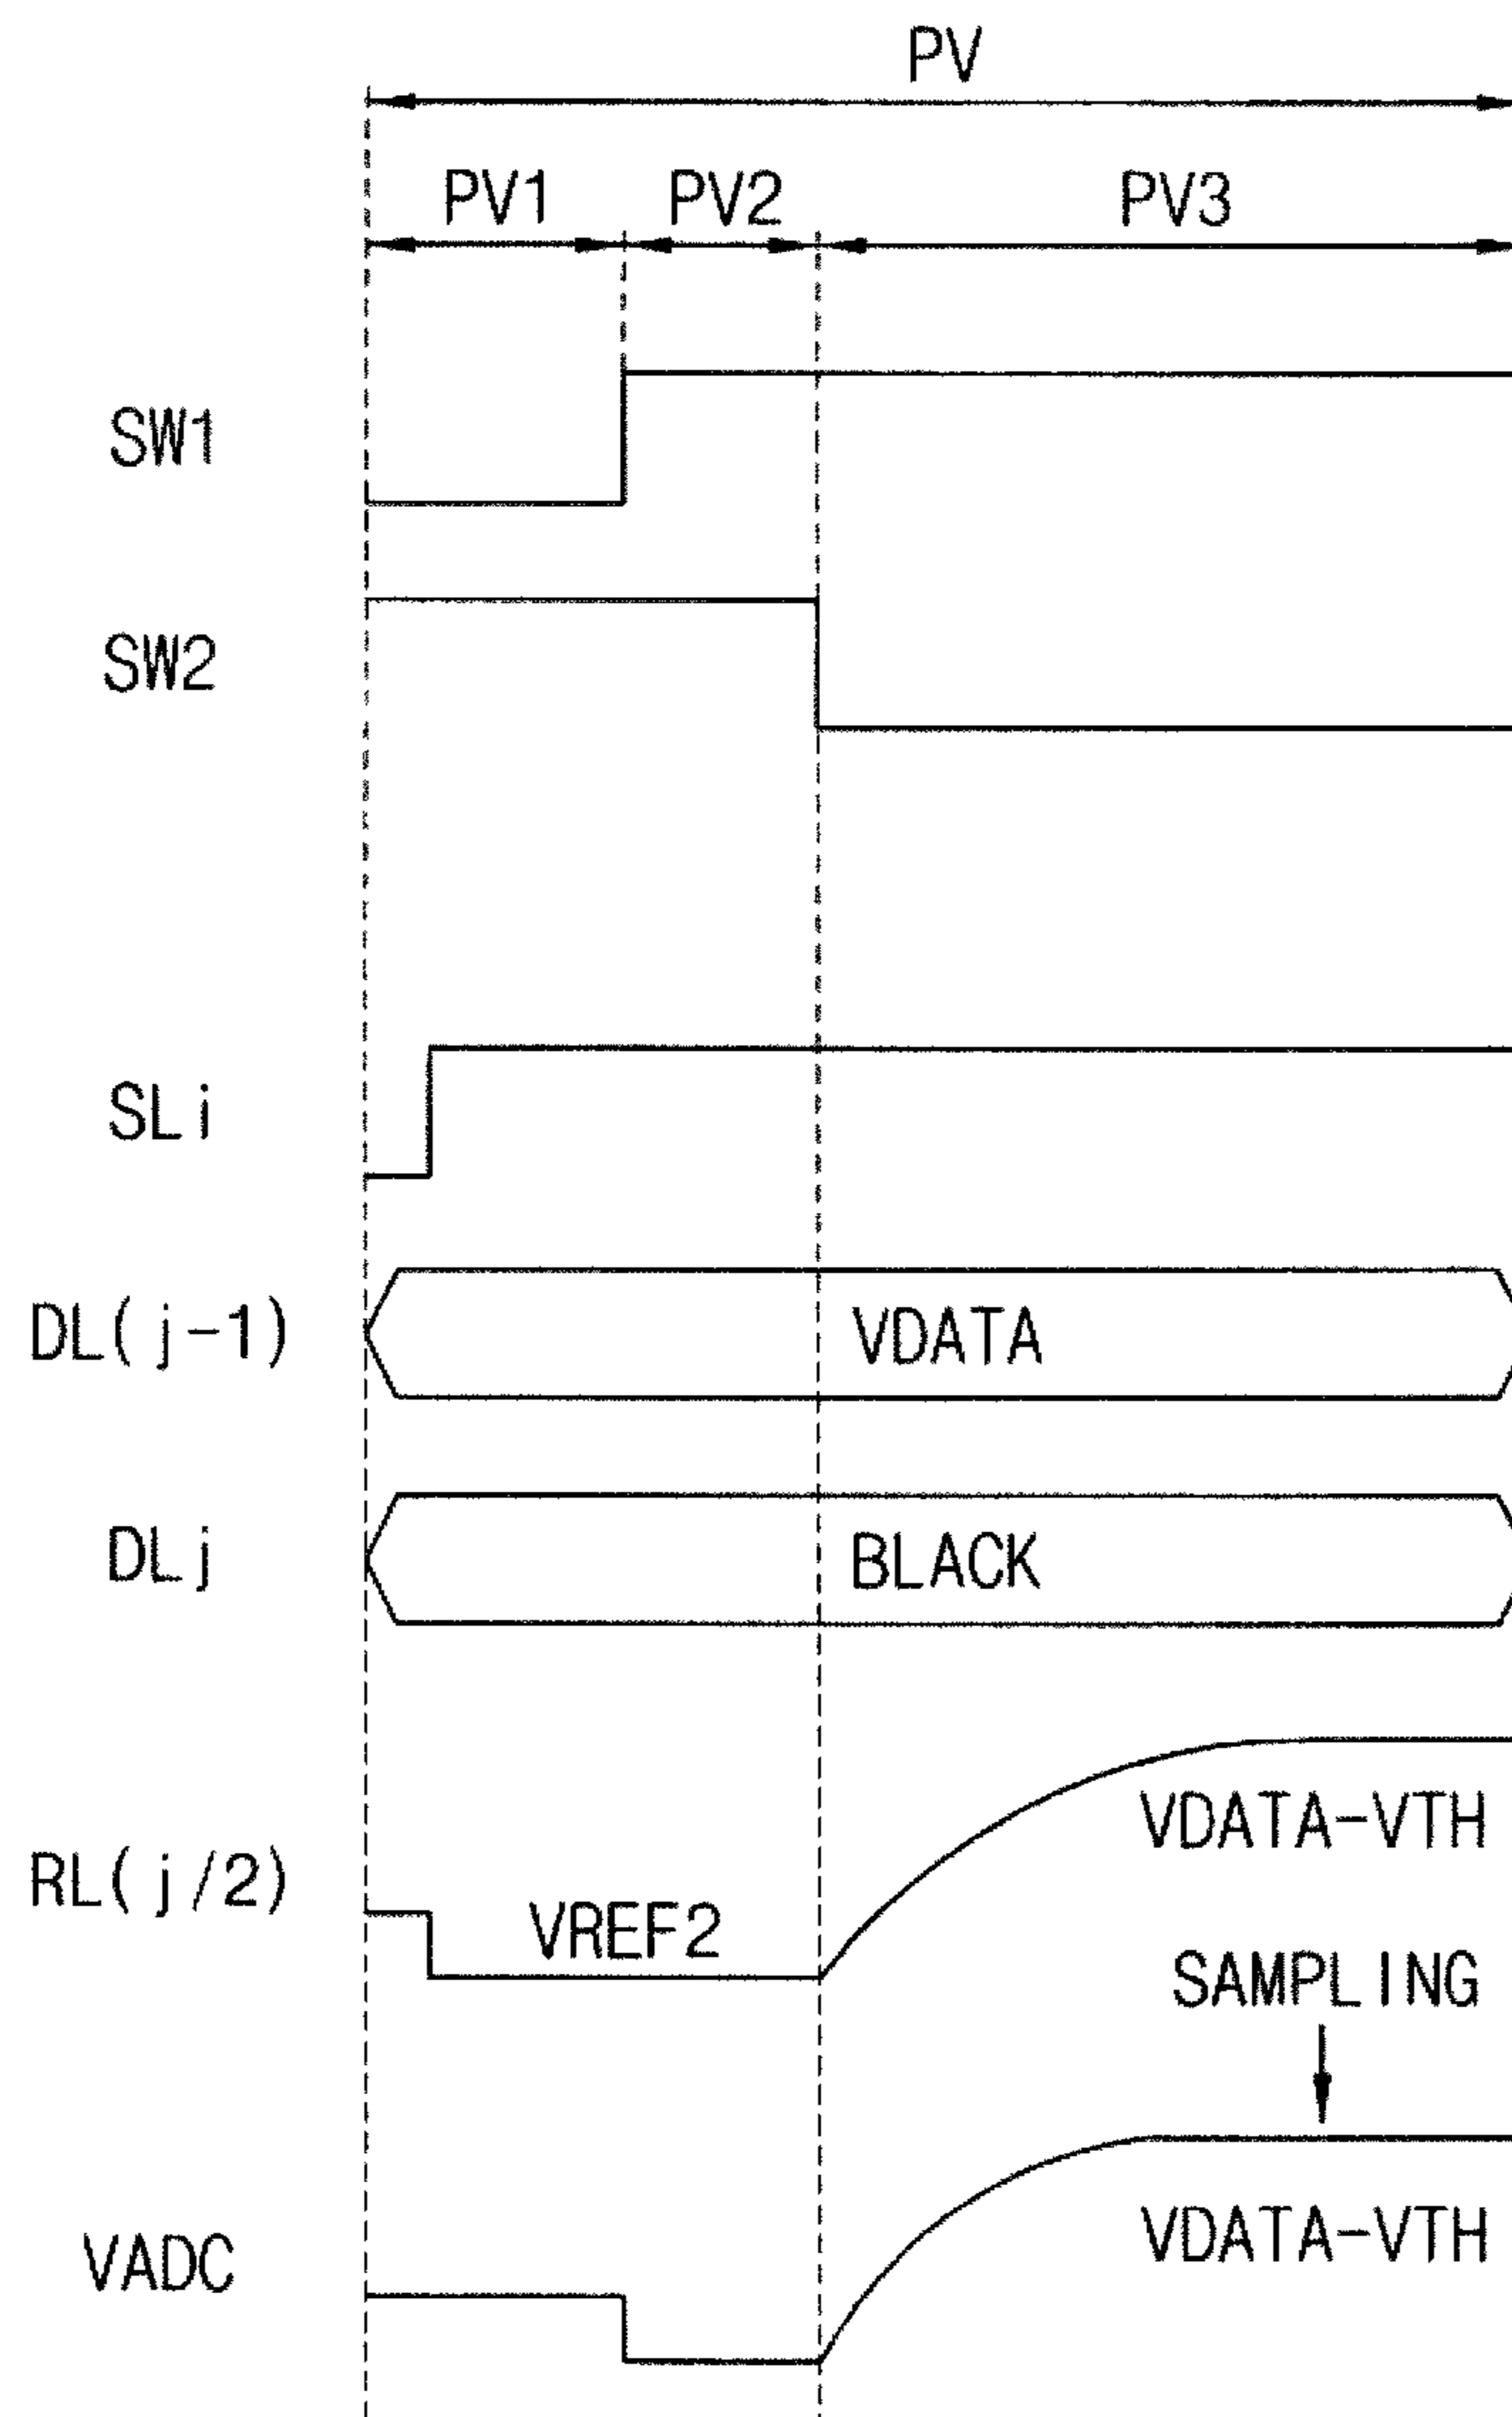 PV
PV1 PV2 PV3
SW1
SW2
SLi
DL(j-1) VDATA
DLj BLACK
VDATA-VTH
RL(j/2) VREF2
SAMPLING
VDATA-VTH
VADC